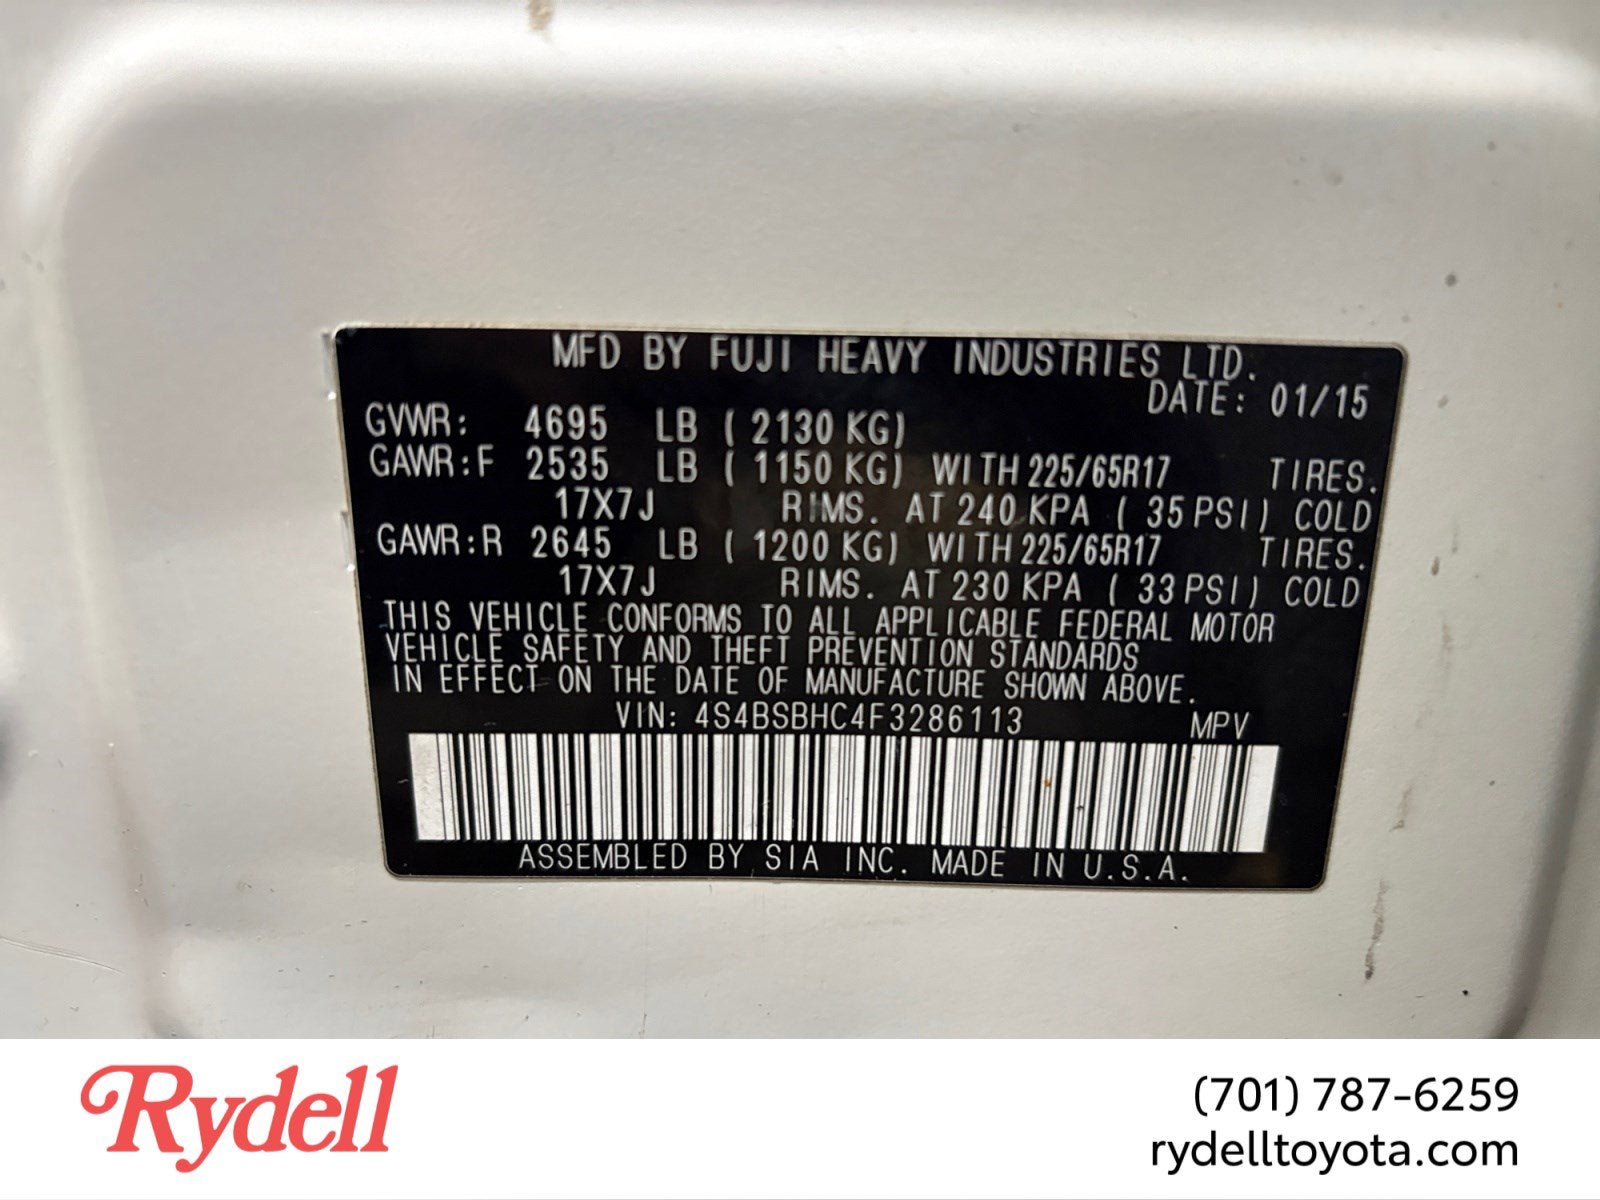 MFD BY FUJI HEAVY INDUSTRIES LTD.
DATE: 01/15
GVWR: 4695 LB ( 2130 KG)
GAWR:F 2535 LB ( 1150 KG) WITH 225/65R17 TIRES.
17X7J RIMS. AT 240 KPA ( 35 PSI) COLD
GAWR:R 2645 LB ( 1200 KG) WITH 225/65R17 TIRES.
17X7J RIMS. AT 230 KPA ( 33 PSI) COLD
THIS VEHICLE CONFORMS TO ALL APPLICABLE FEDERAL MOTOR
VEHICLE SAFETY AND THEFT PREVENTION STANDARDS
IN EFFECT ON THE DATE OF MANUFACTURE SHOWN ABOVE.
VIN: 4S4BSBHC4F3286113 MPV
ASSEMBLED BY SIA INC. MADE IN U.S.A.
Rydell
(701) 787-6259
rydelltoyota.com